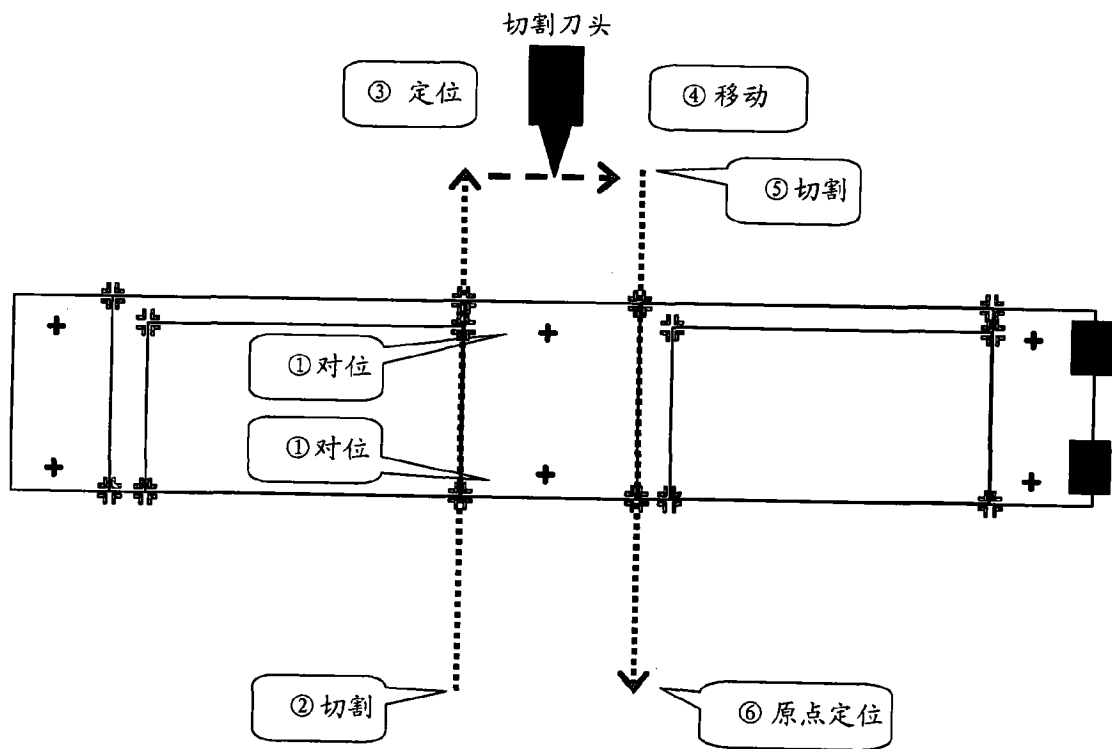 切割刀头
③ 定位
④ 移动
⑤ 切割
① 对位
① 对位
② 切割
⑥ 原点定位